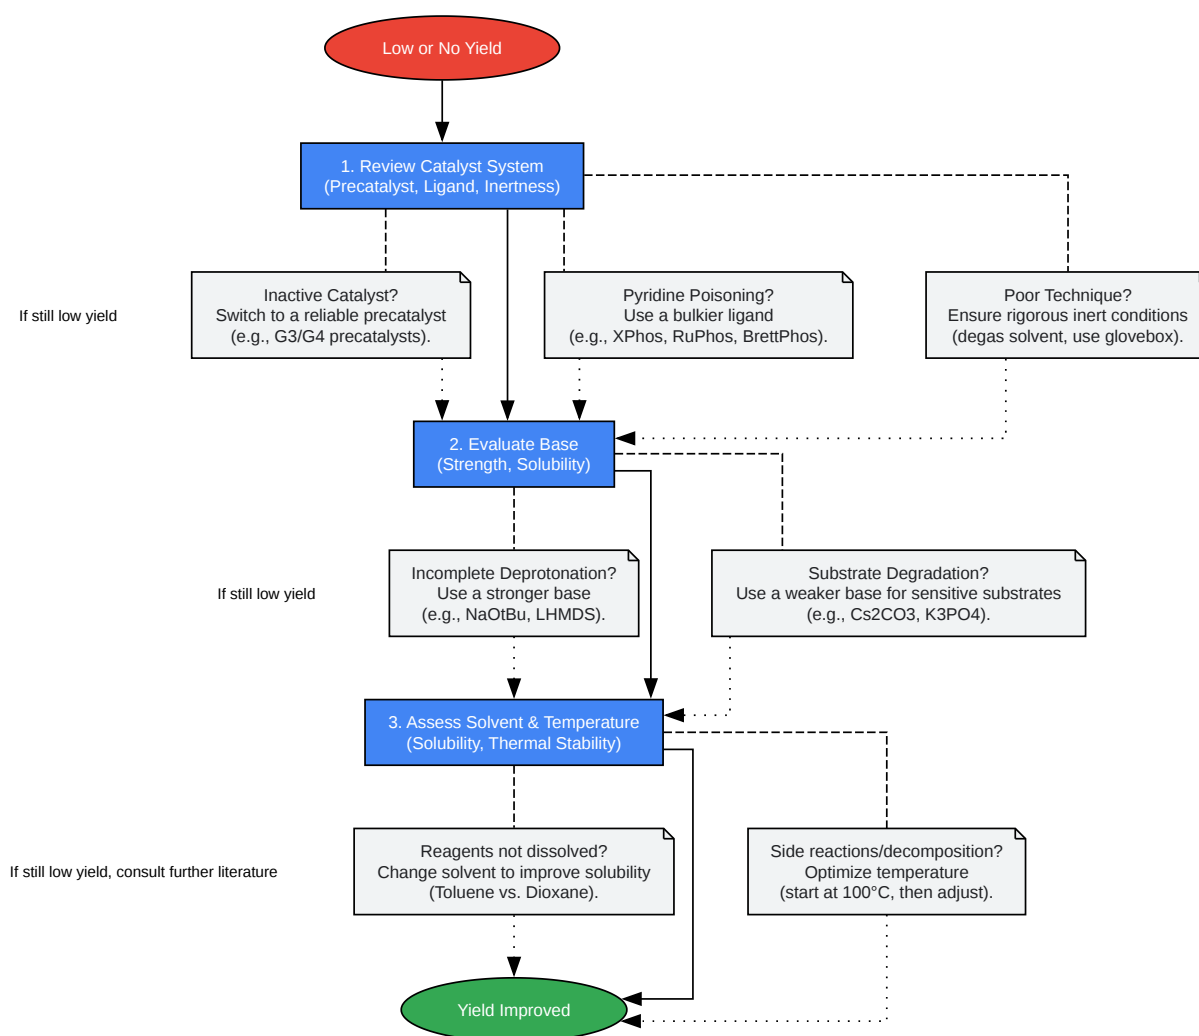 Low or No Yield
1. Review Catalyst System
(Precatalyst, Ligand, Inertness)
If still low yield
Inactive Catalyst?
Switch to a reliable precatalyst
(e.g., G3/G4 precatalysts).
Pyridine Poisoning?
Use a bulkier ligand
(e.g., XPhos, RuPhos, BrettPhos).
Poor Technique?
Ensure rigorous inert conditions
(degas solvent, use glovebox).
2. Evaluate Base
(Strength, Solubility)
If still low yield
Incomplete Deprotonation?
Use a stronger base
(e.g., NaOtBu, LHMDS).
Substrate Degradation?
Use a weaker base for sensitive substrates
(e.g., Cs2CO3, K3PO4).
3. Assess Solvent & Temperature
(Solubility, Thermal Stability)
If still low yield, consult further literature
Reagents not dissolved?
Change solvent to improve solubility
(Toluene vs. Dioxane).
Side reactions/decomposition?
Optimize temperature
(start at 100°C, then adjust).
Yield Improved